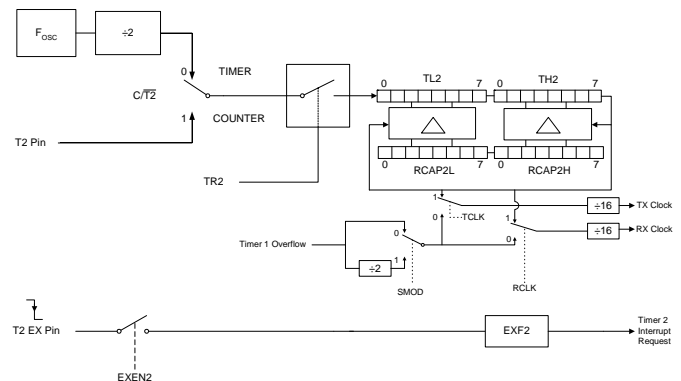 FOSC
÷2
0
TIMER
C/T2
1
COUNTER
T2 Pin
TR2
0 TL2 7
0 TH2 7
0 7
0 7
RCAP2L
RCAP2H
1
TCLK
0
÷16
TX Clock
1
0
÷16
RX Clock
Timer 1 Overflow
0
1
÷2
SMOD
RCLK
T2 EX Pin
EXEN2
EXF2
Timer 2
Interrupt
Request